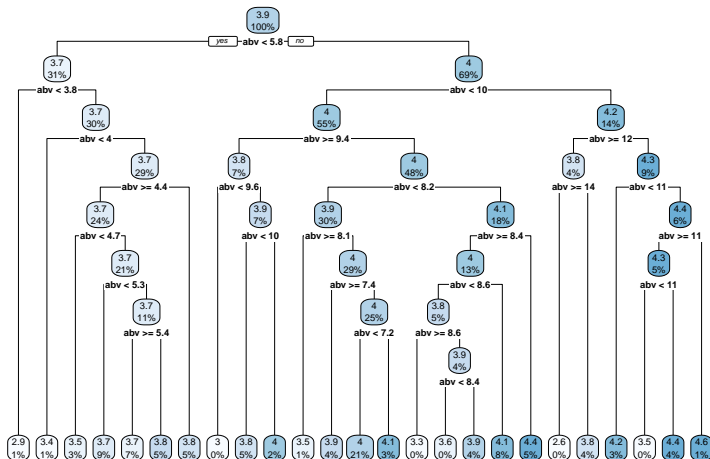 3.9
100%
yes abv < 5.8 no
3.7
31%
4
69%
abv < 3.8
abv < 10
3.7
30%
4
55%
4.2
14%
abv < 4
abv >= 9.4
abv >= 12
3.7
29%
3.8
7%
4
48%
3.8
4%
4.3
9%
abv >= 4.4
abv < 9.6
abv < 8.2
abv >= 14
abv < 11
3.7
24%
3.9
7%
3.9
30%
4.1
18%
4.4
6%
abv < 4.7
abv < 10
abv >= 8.1
abv >= 8.4
abv >= 11
3.7
21%
4
29%
4
13%
4.3
5%
abv < 5.3
abv >= 7.4
abv < 8.6
abv < 11
3.7
11%
4
25%
3.8
5%
abv >= 5.4
abv < 7.2
abv >= 8.6
3.9
4%
abv < 8.4
2.9 3.4 3.5 3.7 3.7 3.8 3.8 3 3.8 4 3.5 3.9 4 4.1 3.3 3.6 3.9 4.1 4.4 2.6 3.8 4.2 3.5 4.4 4.6
1% 1% 3% 9% 7% 5% 5% 0% 5% 2% 1% 4% 21% 3% 0% 0% 4% 8% 5% 0% 4% 3% 0% 4% 1%